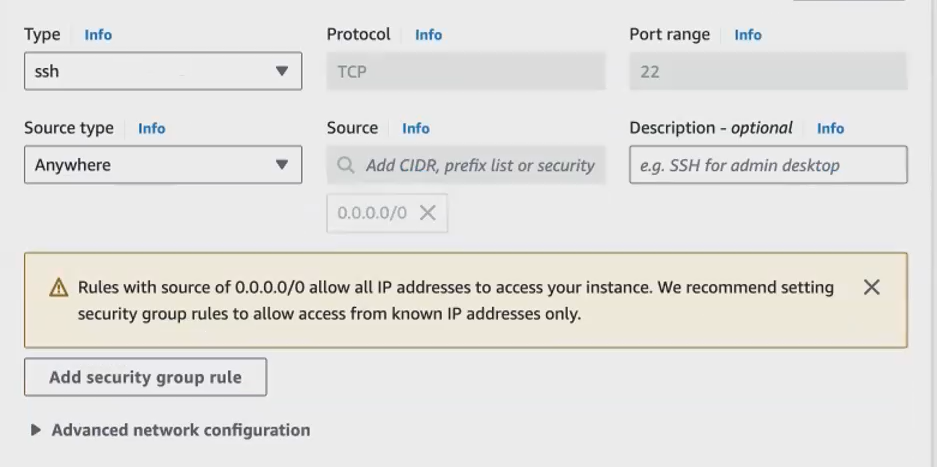 Type Info Protocol Info Port range Info
ssh TCP 22
Source type Info Source Info Description - optional Info
Anywhere Add CIDR, prefix list or security e.g. SSH for admin desktop
0.0.0.0/0
Rules with source of 0.0.0.0/0 allow all IP addresses to access your instance. We recommend setting
security group rules to allow access from known IP addresses only.
Add security group rule
Advanced network configuration